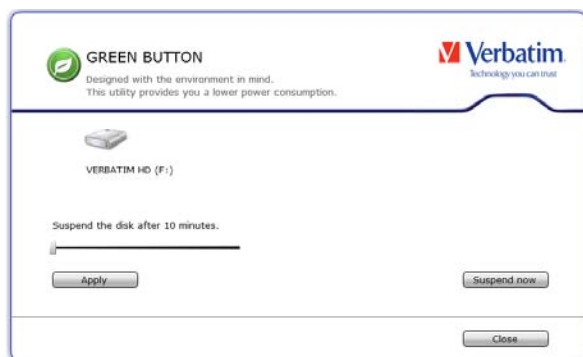 GREEN BUTTON
Designed with the environment in mind.
This utility provides you a lower power consumption.
Verbatim.
Technology you can trust
VERBATIM HD (F:)
Suspend the disk after 10 minutes.
Apply
Suspend now
Close